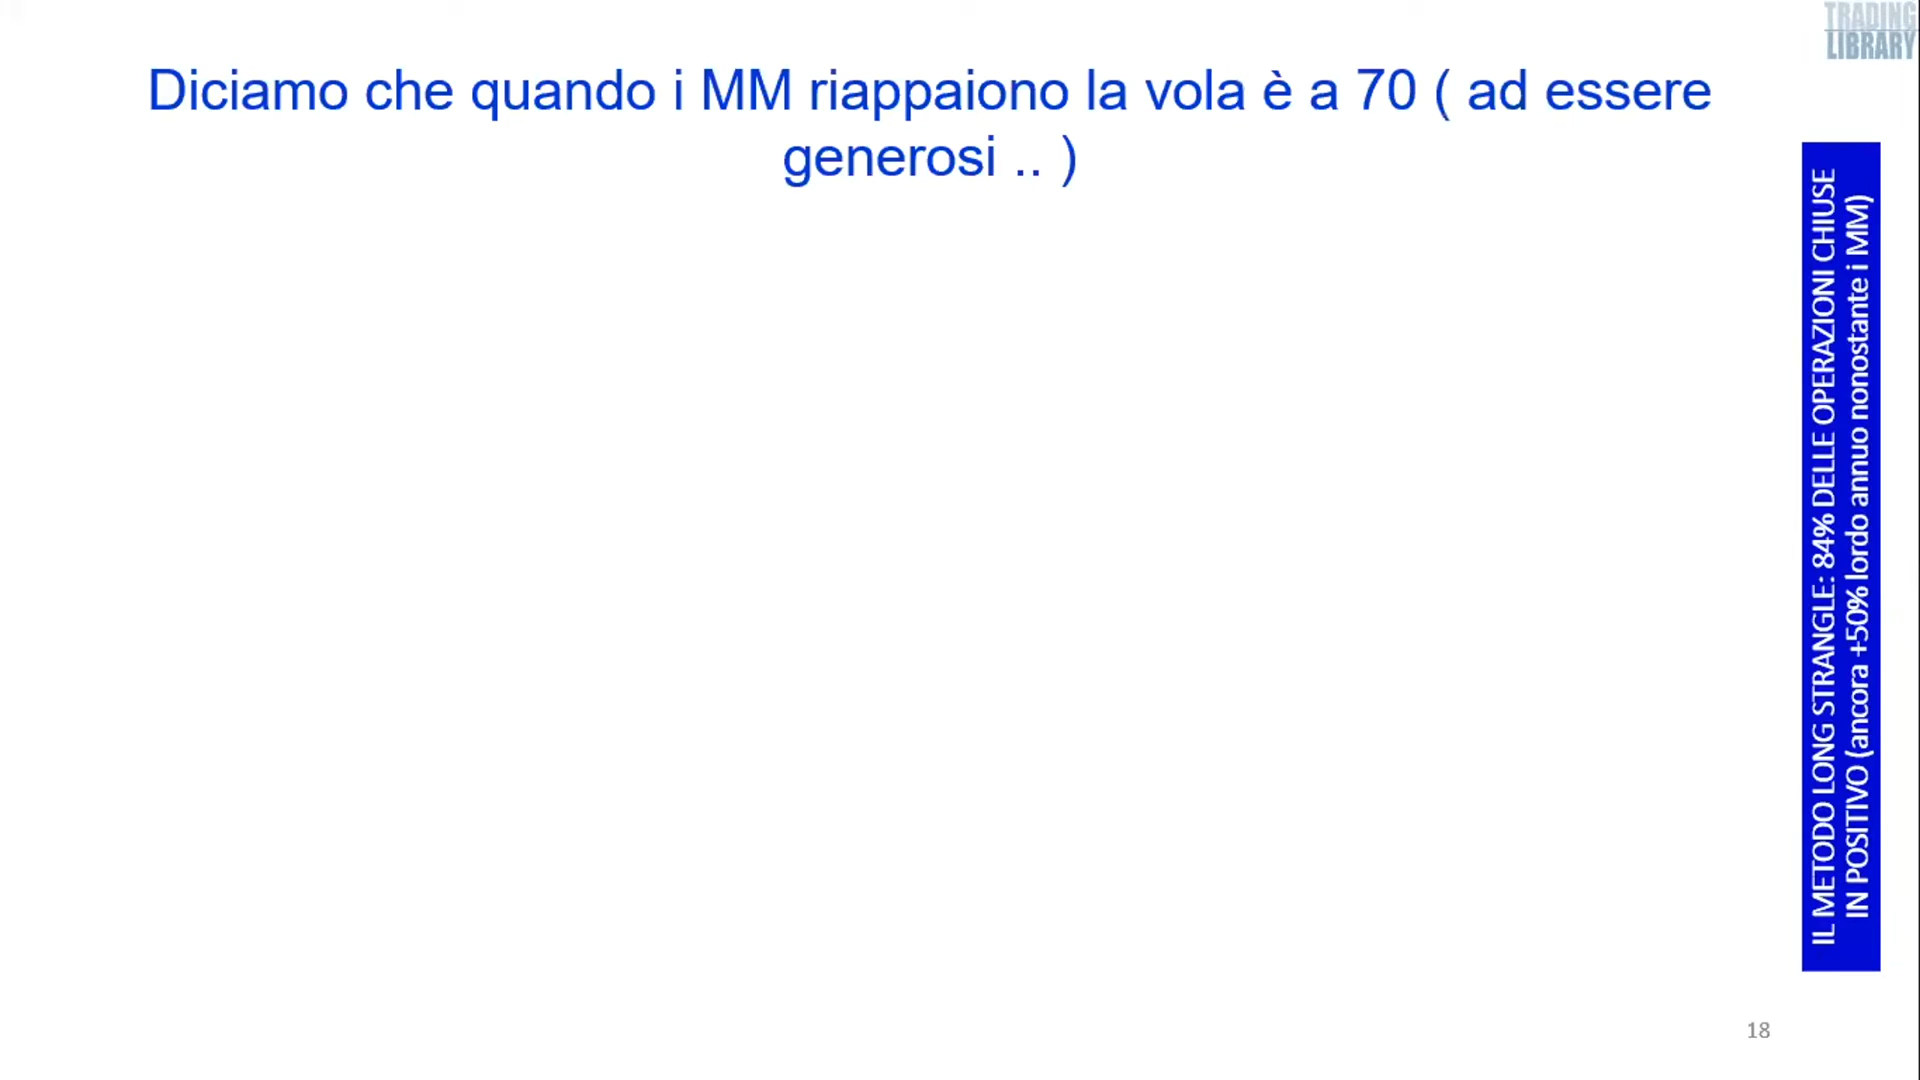 TRADING
LIBRARY
Diciamo che quando i MM riappaiono la vola è a 70 ( ad essere
generosi .. )
IL METODO LONG STRANGLE: 84% DELLE OPERAZIONI CHIUSE
IN POSITIVO (ancora +50% lordo annuo nonostante i MM)
18